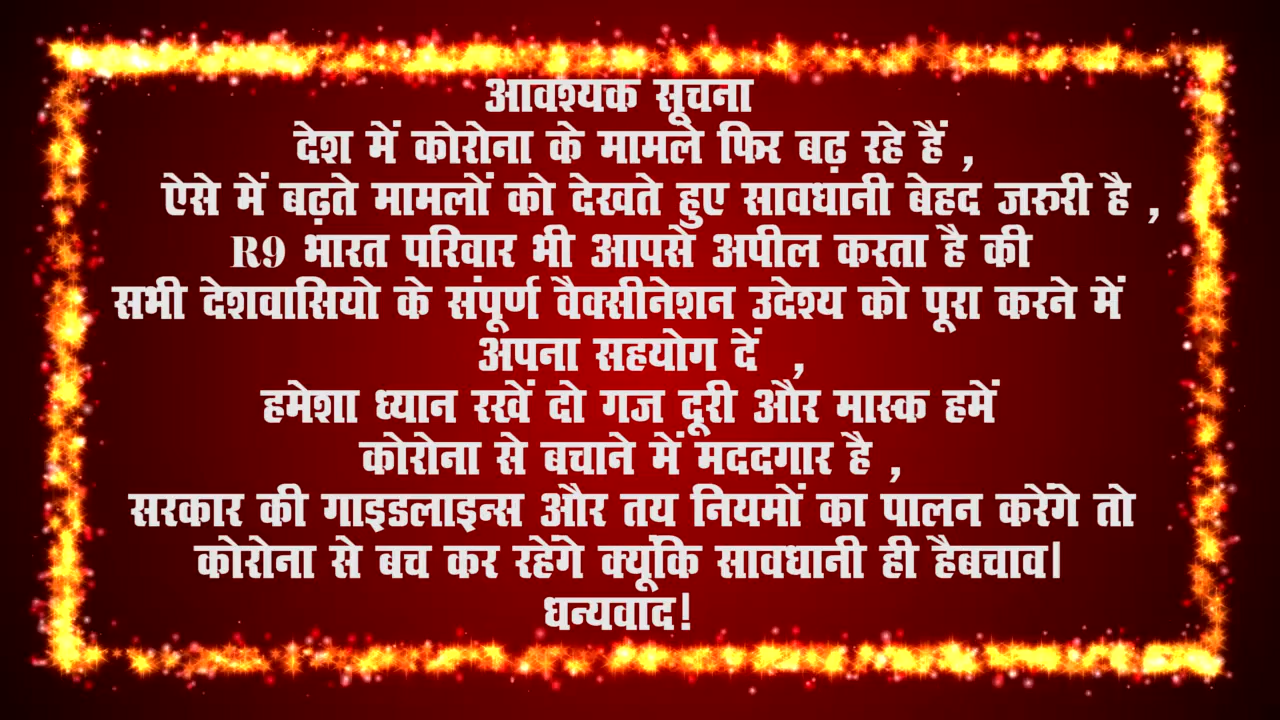 आवश्यक सूचना
देश में कोरोना के मामले फिर बढ़ रहे हैं ,
ऐसे में बढ़ते मामलों को देखते हुए सावधानी बेहद जरुरी है ,
R9 भारत परिवार भी आपसे अपील करता है की
सभी देशवासियो के संपूर्ण वैक्सीनेशन उदेश्य को पूरा करने में
अपना सहयोग दें ,
हमेशा ध्यान रखें दो गज दूरी और मास्क हमें
कोरोना से बचाने में मददगार है ,
सरकार की गाइडलाइन्स और तय नियमों का पालन करेंगे तो
कोरोना से बच कर रहेंगे क्यूंकि सावधानी ही हैबचाव|
धन्यवाद!